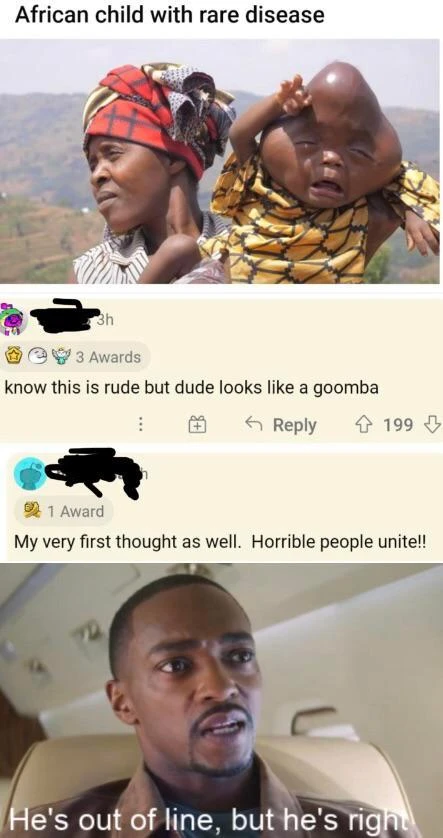 African child with rare disease
3h
3 Awards
know this is rude but dude looks like a goomba
Reply 199
1 Award
My very first thought as well. Horrible people unite!!
He's out of line, but he's right